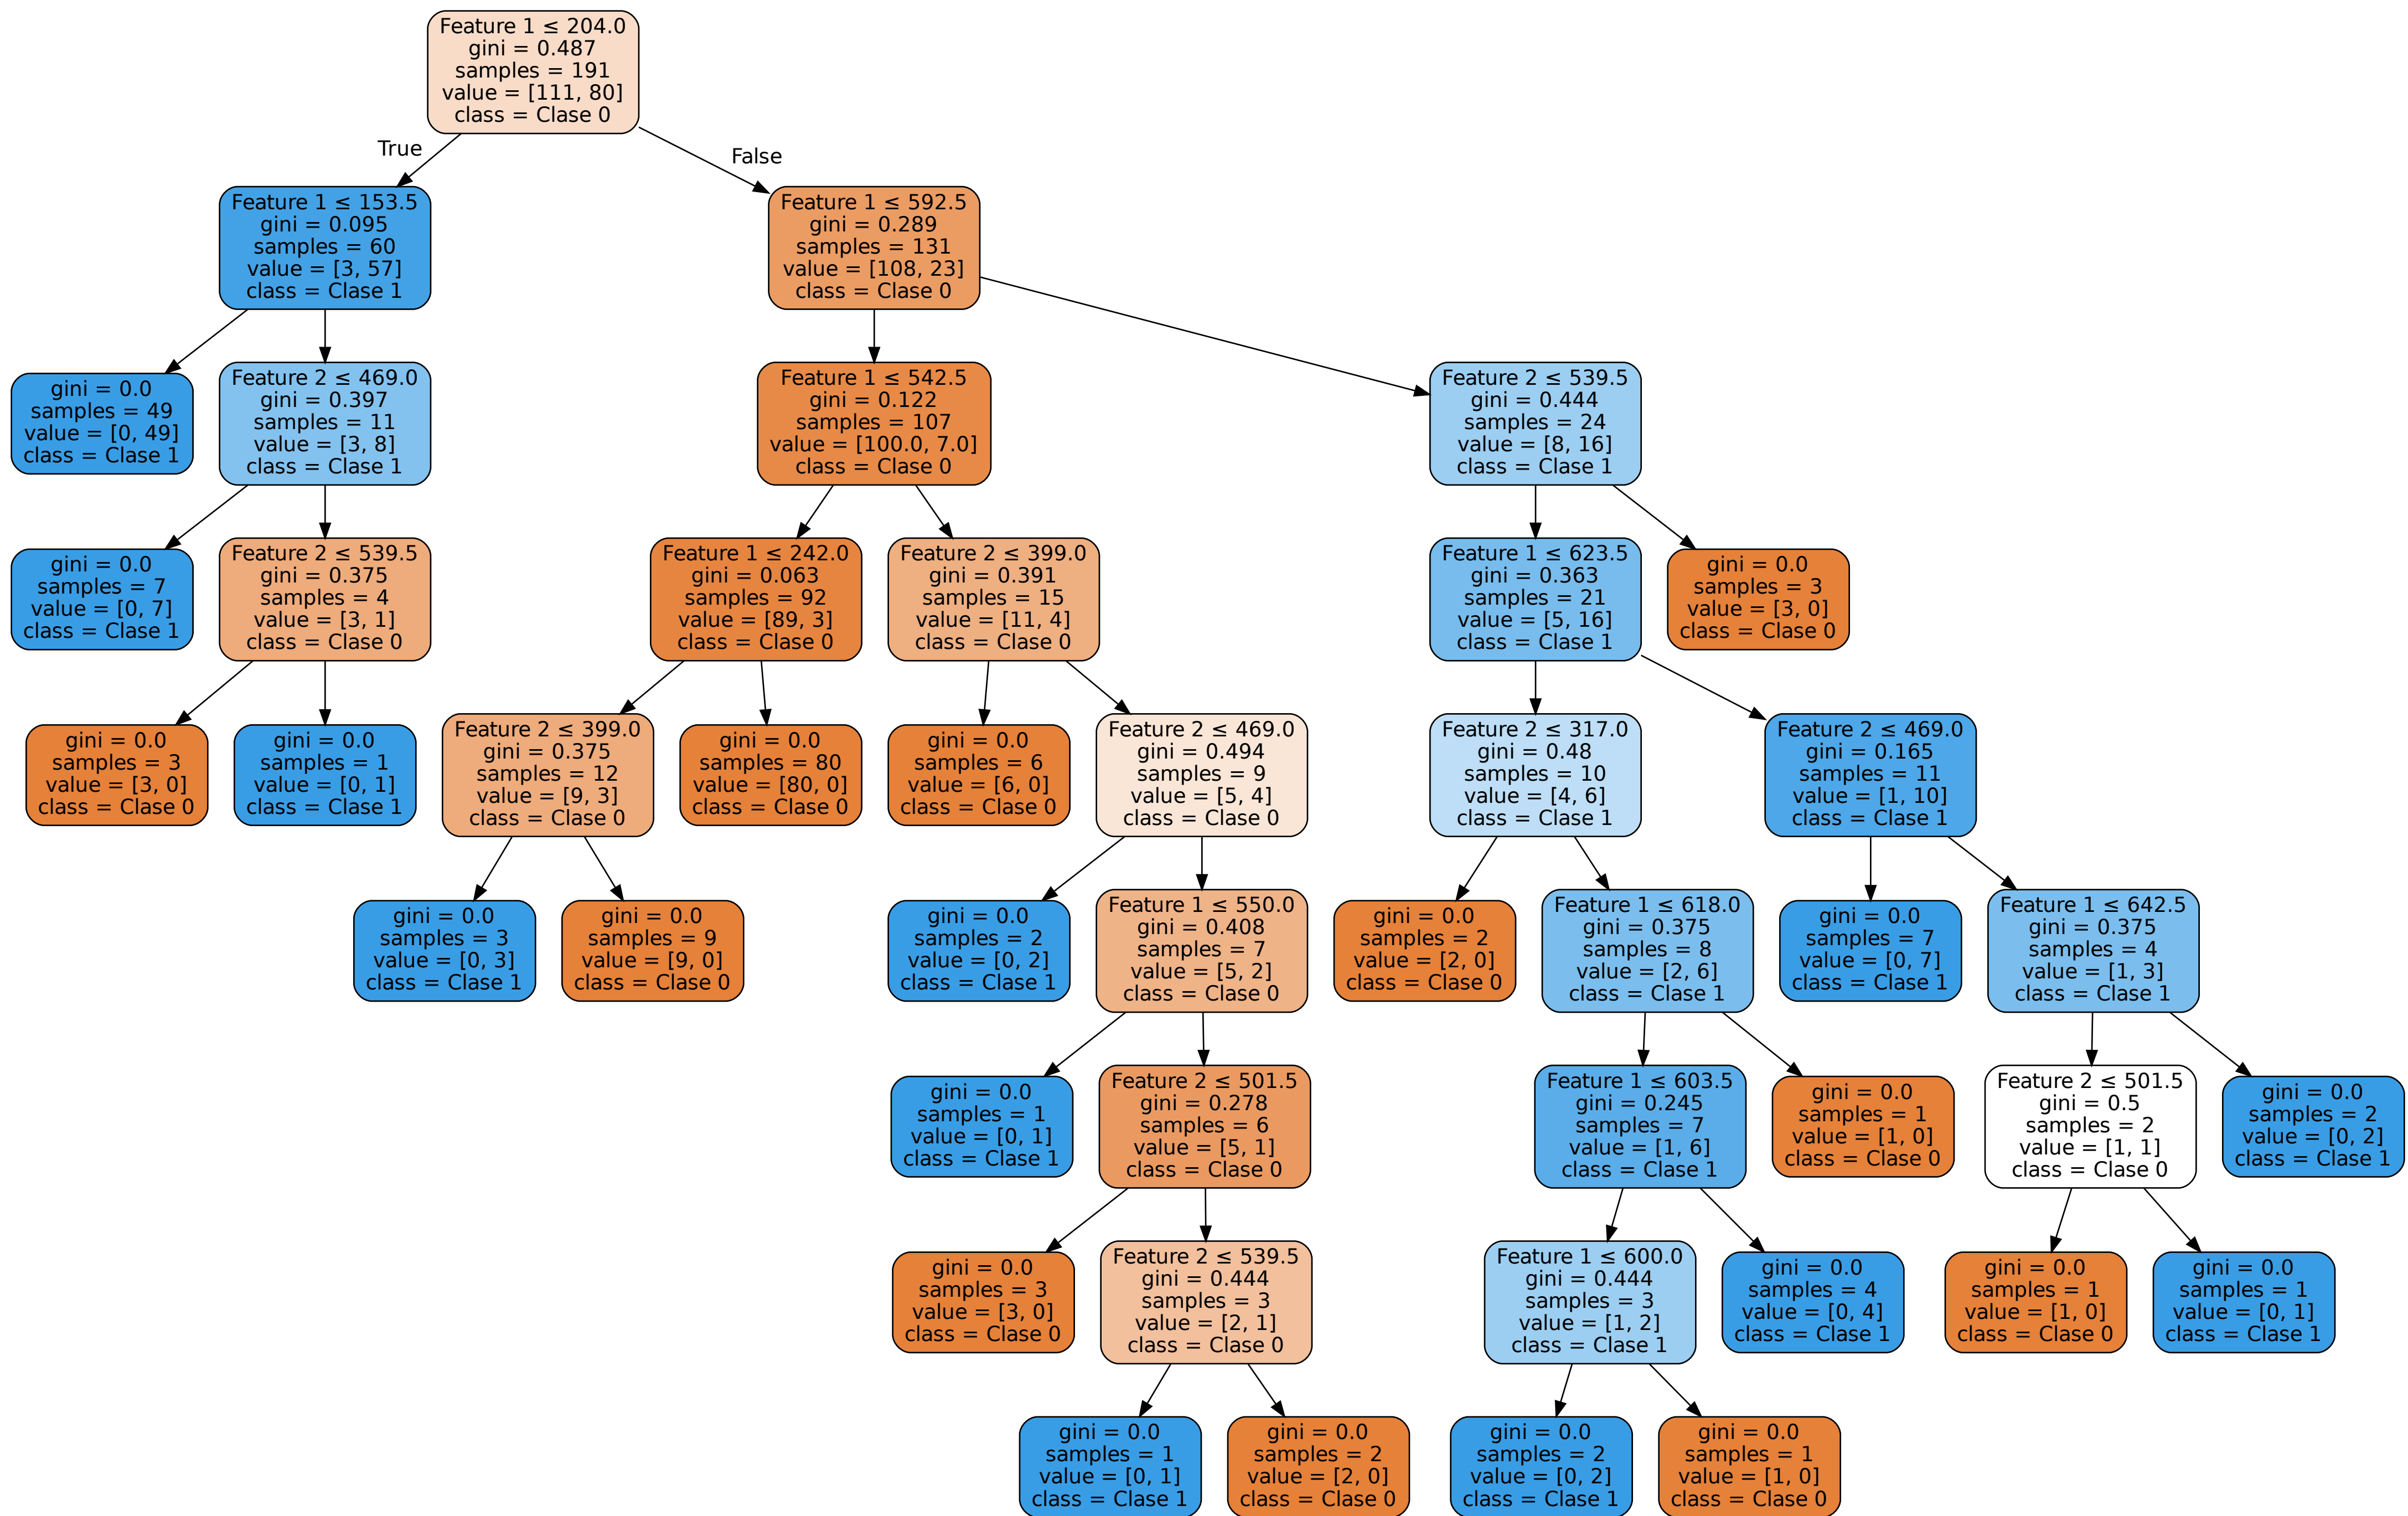 Feature 1 ≤ 204.0
gini = 0.487
samples = 191
value = [111, 80]
class = Clase 0
True
False
Feature 1 ≤ 153.5
gini = 0.095
samples = 60
value = [3, 57]
class = Clase 1
Feature 1 ≤ 592.5
gini = 0.289
samples = 131
value = [108, 23]
class = Clase 0
gini = 0.0
samples = 49
value = [0, 49]
class = Clase 1
Feature 2 ≤ 469.0
gini = 0.397
samples = 11
value = [3, 8]
class = Clase 1
Feature 1 ≤ 542.5
gini = 0.122
samples = 107
value = [100.0, 7.0]
class = Clase 0
Feature 2 ≤ 539.5
gini = 0.444
samples = 24
value = [8, 16]
class = Clase 1
gini = 0.0
samples = 7
value = [0, 7]
class = Clase 1
Feature 2 ≤ 539.5
gini = 0.375
samples = 4
value = [3, 1]
class = Clase 0
Feature 1 ≤ 242.0
gini = 0.063
samples = 92
value = [89, 3]
class = Clase 0
Feature 2 ≤ 399.0
gini = 0.391
samples = 15
value = [11, 4]
class = Clase 0
Feature 1 ≤ 623.5
gini = 0.363
samples = 21
value = [5, 16]
class = Clase 1
gini = 0.0
samples = 3
value = [3, 0]
class = Clase 0
gini = 0.0
samples = 3
value = [3, 0]
class = Clase 0
gini = 0.0
samples = 1
value = [0, 1]
class = Clase 1
Feature 2 ≤ 399.0
gini = 0.375
samples = 12
value = [9, 3]
class = Clase 0
gini = 0.0
samples = 80
value = [80, 0]
class = Clase 0
gini = 0.0
samples = 6
value = [6, 0]
class = Clase 0
Feature 2 ≤ 469.0
gini = 0.494
samples = 9
value = [5, 4]
class = Clase 0
Feature 2 ≤ 317.0
gini = 0.48
samples = 10
value = [4, 6]
class = Clase 1
Feature 2 ≤ 469.0
gini = 0.165
samples = 11
value = [1, 10]
class = Clase 1
gini = 0.0
samples = 3
value = [0, 3]
class = Clase 1
gini = 0.0
samples = 9
value = [9, 0]
class = Clase 0
gini = 0.0
samples = 2
value = [0, 2]
class = Clase 1
Feature 1 ≤ 550.0
gini = 0.408
samples = 7
value = [5, 2]
class = Clase 0
gini = 0.0
samples = 2
value = [2, 0]
class = Clase 0
Feature 1 ≤ 618.0
gini = 0.375
samples = 8
value = [2, 6]
class = Clase 1
gini = 0.0
samples = 7
value = [0, 7]
class = Clase 1
Feature 1 ≤ 642.5
gini = 0.375
samples = 4
value = [1, 3]
class = Clase 1
gini = 0.0
samples = 1
value = [0, 1]
class = Clase 1
Feature 2 ≤ 501.5
gini = 0.278
samples = 6
value = [5, 1]
class = Clase 0
Feature 1 ≤ 603.5
gini = 0.245
samples = 7
value = [1, 6]
class = Clase 1
gini = 0.0
samples = 1
value = [1, 0]
class = Clase 0
Feature 2 ≤ 501.5
gini = 0.5
samples = 2
value = [1, 1]
class = Clase 0
gini = 0.0
samples = 2
value = [0, 2]
class = Clase 1
gini = 0.0
samples = 3
value = [3, 0]
class = Clase 0
Feature 2 ≤ 539.5
gini = 0.444
samples = 3
value = [2, 1]
class = Clase 0
Feature 1 ≤ 600.0
gini = 0.444
samples = 3
value = [1, 2]
class = Clase 1
gini = 0.0
samples = 4
value = [0, 4]
class = Clase 1
gini = 0.0
samples = 1
value = [1, 0]
class = Clase 0
gini = 0.0
samples = 1
value = [0, 1]
class = Clase 1
gini = 0.0
samples = 1
value = [0, 1]
class = Clase 1
gini = 0.0
samples = 2
value = [2, 0]
class = Clase 0
gini = 0.0
samples = 2
value = [0, 2]
class = Clase 1
gini = 0.0
samples = 1
value = [1, 0]
class = Clase 0